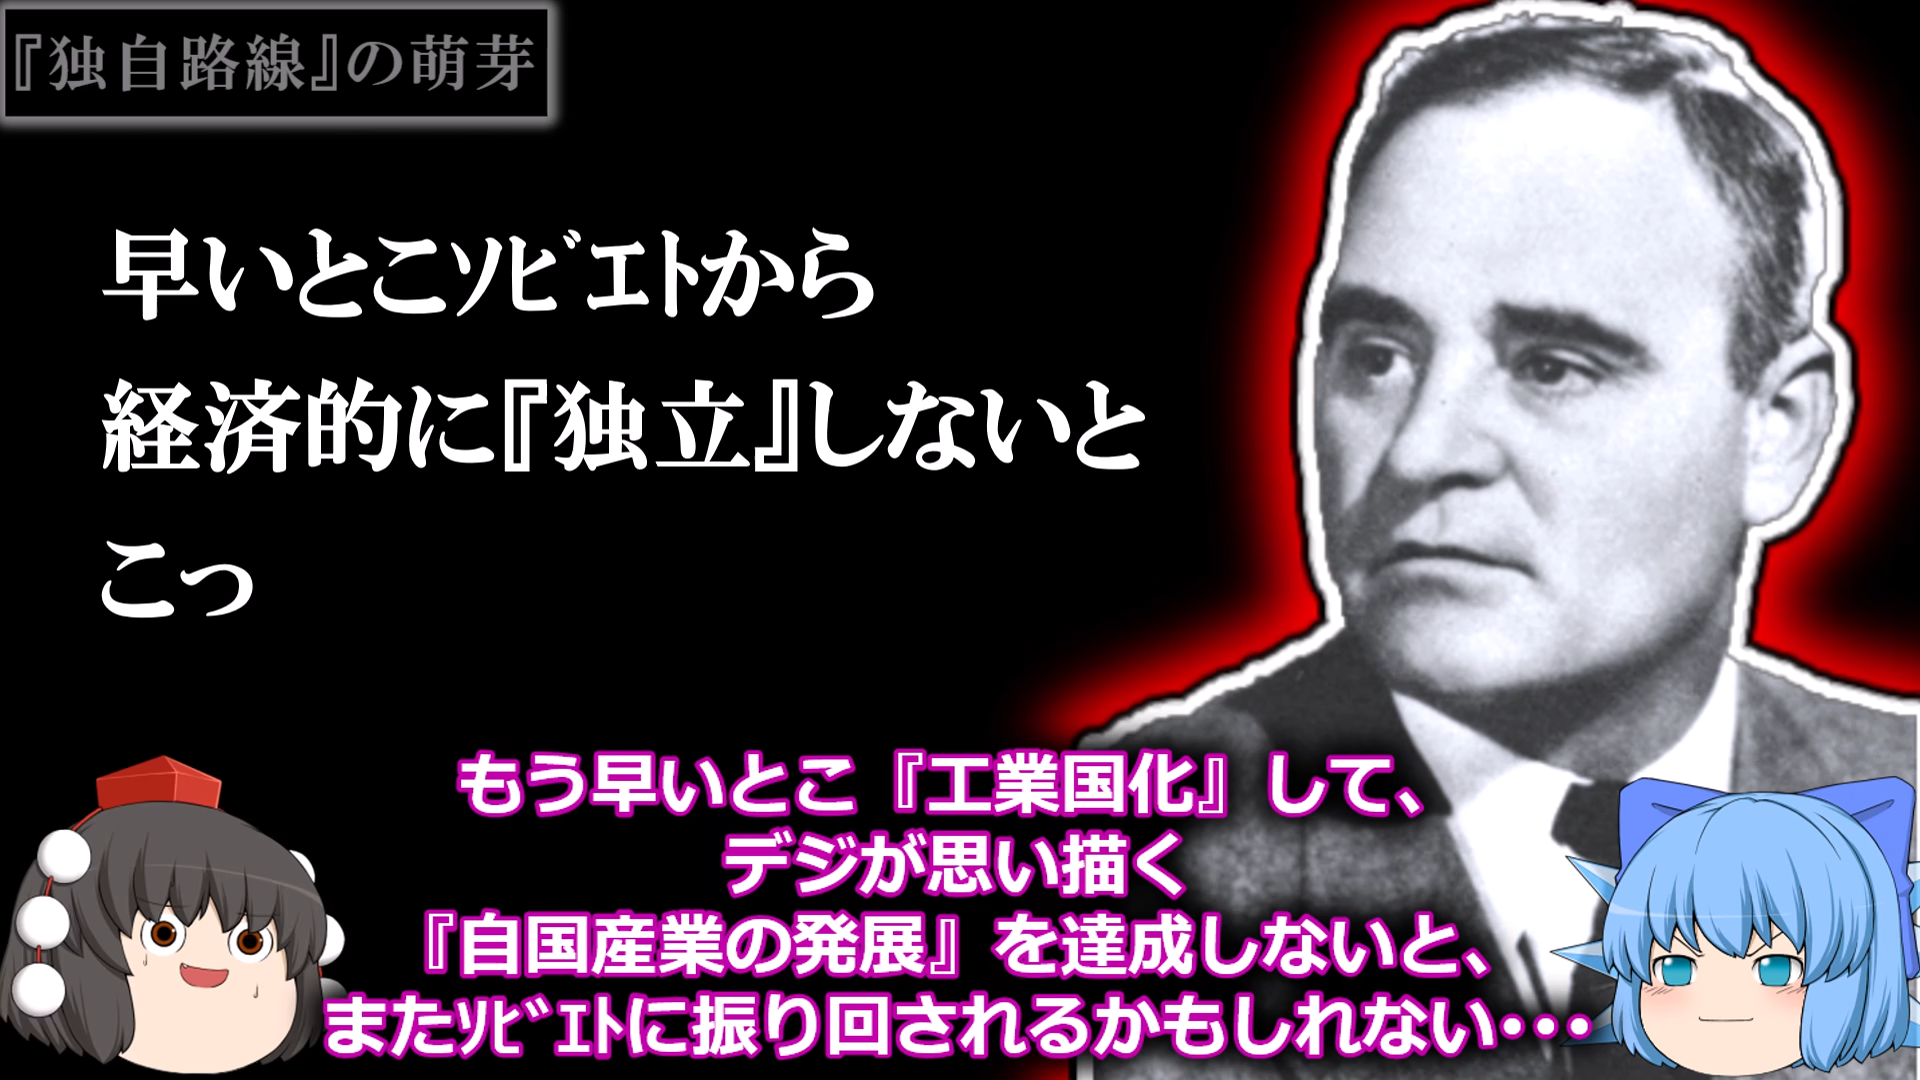 『独自路線』の萌芽
早いとこｿﾋﾞｴﾄから
経済的に『独立』しないと
こっ
もう早いとこ『工業国化』して、
デジが思い描く
『自国産業の発展』を達成しないと、
またｿﾋﾞｴﾄに振り回されるかもしれない･･･